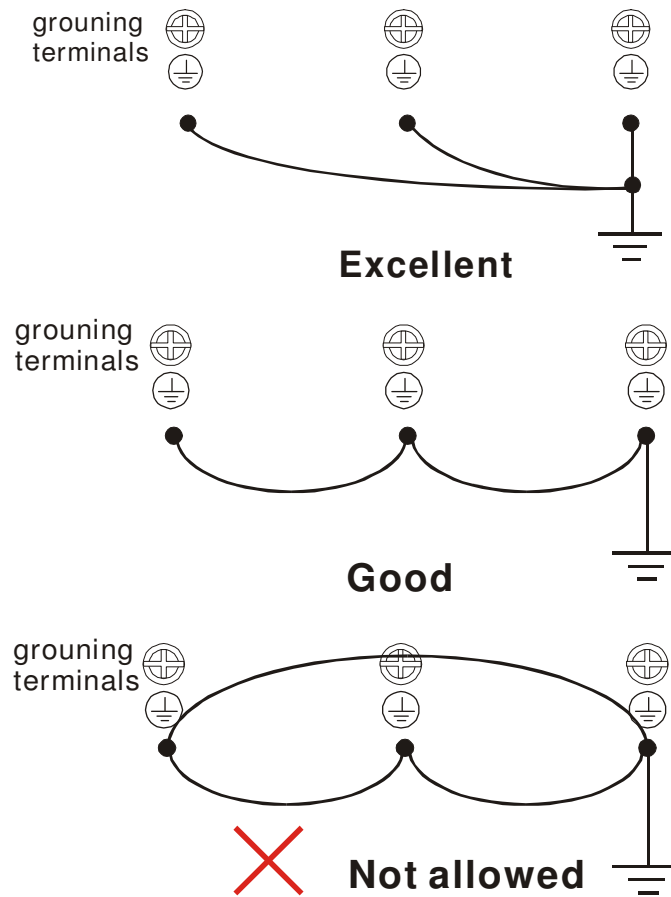 grouning
terminals
Excellent
grouning
terminals
Good
grouning
terminals
Not allowed